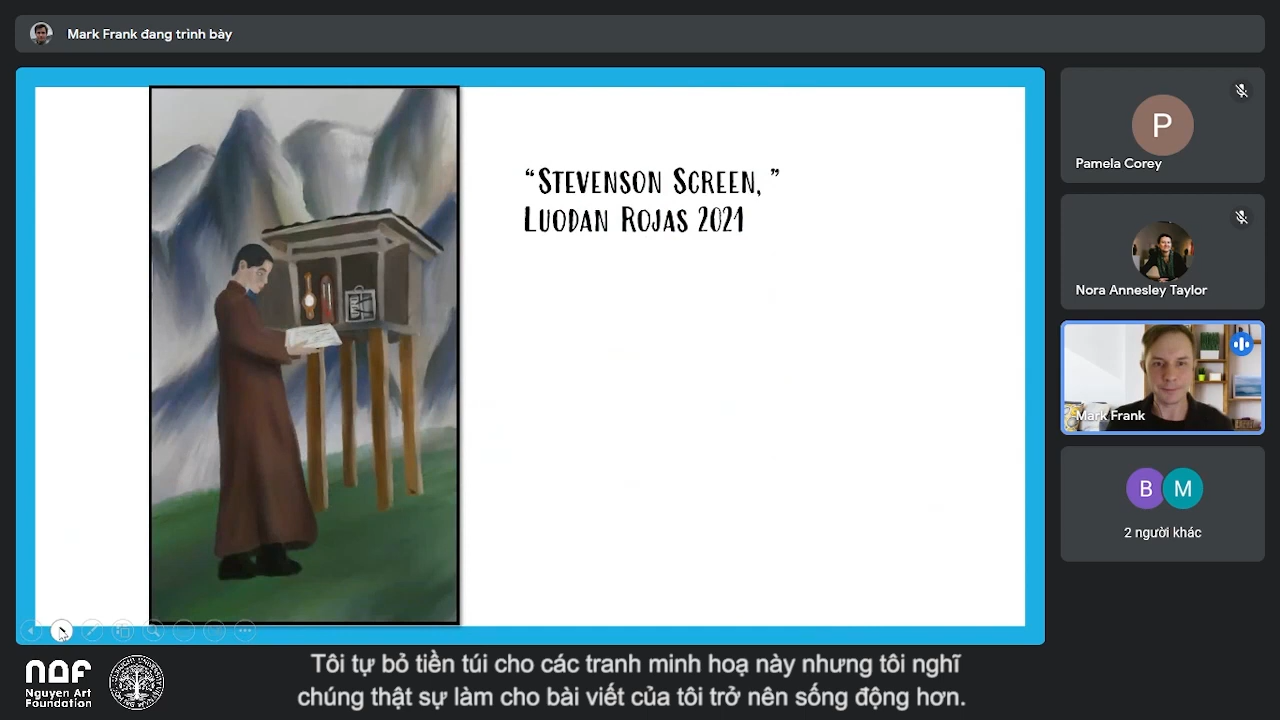 Mark Frank đang trình bày
“STEVENSON SCREEN, ”
LUODAN ROJAS 2021
P
Pamela Corey
Nora Annesley Taylor
Mark Frank
B M
2 người khác
NAF
Nguyen Art
Foundation
Tôi tự bỏ tiền túi cho các tranh minh hoạ này nhưng tôi nghĩ
chúng thật sự làm cho bài viết của tôi trở nên sống động hơn.